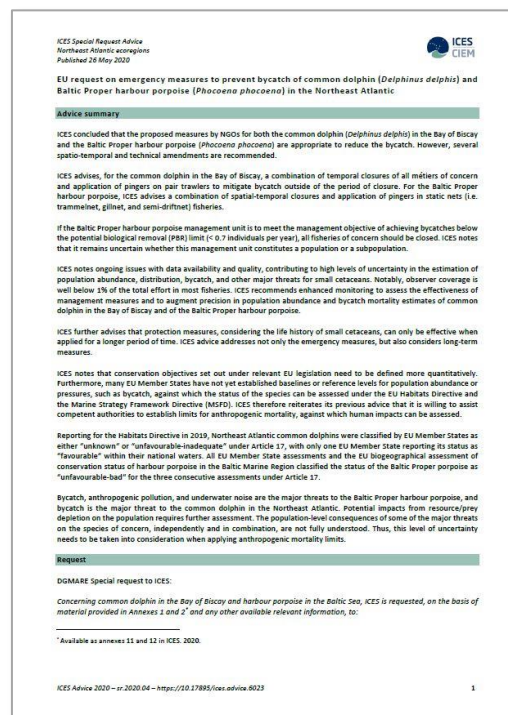 ICES Special Request Advice
Northeast Atlantic ecoregions
Published 26 May 2020
ICES
CIEM
EU request on emergency measures to prevent bycatch of common dolphin (Delphinus delphis) and
Baltic Proper harbour porpoise (Phocoena phocoena) in the Northeast Atlantic
Advice summary
ICES concluded that the proposed measures by NGOs for both the common dolphin (Delphinus delphis) in the Bay of Biscay
and the Baltic Proper harbour porpoise (Phocoena phocoena) are appropriate to reduce the bycatch. However, several
spatio-temporal and technical amendments are recommended.
ICES advises, for the common dolphin in the Bay of Biscay, a combination of temporal closures of all métiers of concern
and application of pingers on pair trawlers to mitigate bycatch outside of the period of closure. For the Baltic Proper
harbour porpoise, ICES advises a combination of spatial-temporal closures and application of pingers in static nets (i.e.
trammelnet, gillnet, and semi-driftnet) fisheries.
If the Baltic Proper harbour porpoise management unit is to meet the management objective of achieving bycatches below
the potential biological removal (PBR) limit (< 0.7 individuals per year), all fisheries of concern should be closed. ICES notes
that it remains uncertain whether this management unit constitutes a population or a subpopulation.
ICES notes ongoing issues with data availability and quality, contributing to high levels of uncertainty in the estimation of
population abundance, distribution, bycatch, and other major threats for small cetaceans. Notably, observer coverage is
well below 1% of the total effort in most fisheries. ICES recommends enhanced monitoring to assess the effectiveness of
management measures and to augment precision in population abundance and bycatch mortality estimates of common
dolphin in the Bay of Biscay and of the Baltic Proper harbour porpoise.
ICES further advises that protection measures, considering the life history of small cetaceans, can only be effective when
applied for a longer period of time. ICES advice addresses not only the emergency measures, but also considers long-term
measures.
ICES notes that conservation objectives set out under relevant EU legislation need to be defined more quantitatively.
Furthermore, many EU Member States have not yet established baselines or reference levels for population abundance or
pressures, such as bycatch, against which the status of the species can be assessed under the EU Habitats Directive and
the Marine Strategy Framework Directive (MSFD). ICES therefore reiterates its previous advice that it is willing to assist
competent authorities to establish limits for anthropogenic mortality, against which human impacts can be assessed.
Reporting for the Habitats Directive in 2019, Northeast Atlantic common dolphins were classified by EU Member States as
either "unknown" or "unfavourable-inadequate" under Article 17, with only one EU Member State reporting its status as
"favourable" within their national waters. All EU Member State assessments and the EU biogeographical assessment of
conservation status of harbour porpoise in the Baltic Marine Region classified the status of the Baltic Proper porpoise as
"unfavourable-bad" for the three consecutive assessments under Article 17.
Bycatch, anthropogenic pollution, and underwater noise are the major threats to the Baltic Proper harbour porpoise, and
bycatch is the major threat to the common dolphin in the Northeast Atlantic. Potential impacts from resource/prey
depletion on the population requires further assessment. The population-level consequences of some of the major threats
on the species of concern, independently and in combination, are not fully understood. Thus, this level of uncertainty
needs to be taken into consideration when applying anthropogenic mortality limits.
Request
DGMARE Special request to ICES:
Concerning common dolphin in the Bay of Biscay and harbour porpoise in the Baltic Sea, ICES is requested, on the basis of
material provided in Annexes 1 and 2* and any other available relevant information, to:
* Available as annexes 11 and 12 in ICES. 2020.
ICES Advice 2020 – sr.2020.04 – https://10.17895/ices.advice.6023
1